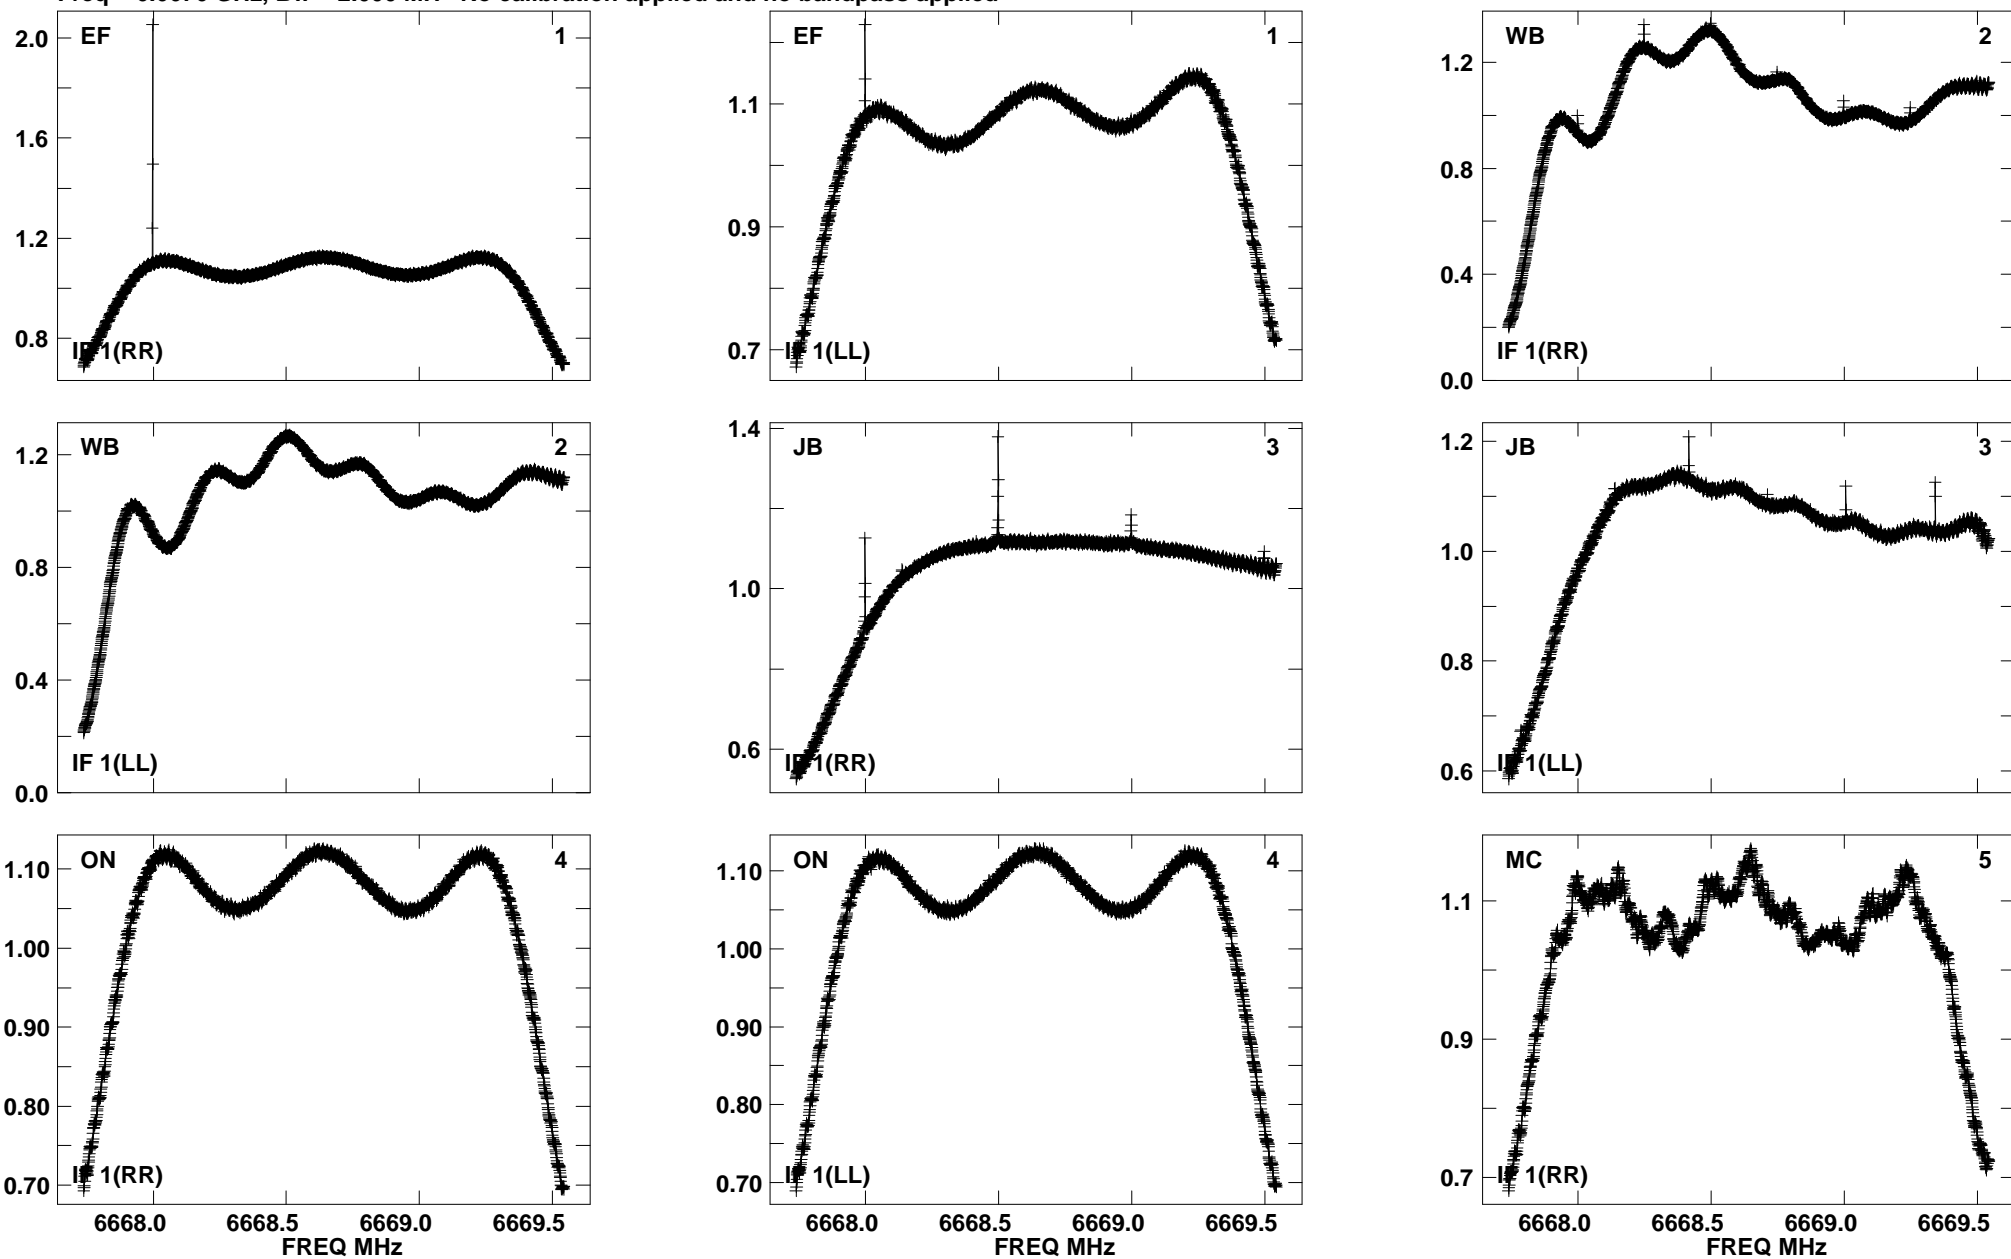 No calibration applied and no bandpass applied
EF 1
2.0
1.6
1.2
0.8
IF 1(RR)
EF 1
1.1
0.9
0.7
IF 1(LL)
WB 2
1.2
0.8
0.4
0.0
IF 1(RR)
WB 2
1.2
0.8
0.4
0.0
IF 1(LL)
JB 3
1.4
1.0
0.6
IF 1(RR)
JB 3
1.2
1.0
0.8
0.6
IF 1(LL)
ON 4
1.10
1.00
0.90
0.80
0.70
IF 1(RR)
6668.0 6668.5 6669.0 6669.5
FREQ MHz
ON 4
1.10
1.00
0.90
0.80
0.70
IF 1(LL)
6668.0 6668.5 6669.0 6669.5
FREQ MHz
MC 5
1.1
0.9
0.7
IF 1(RR)
6668.0 6668.5 6669.0 6669.5
FREQ MHz